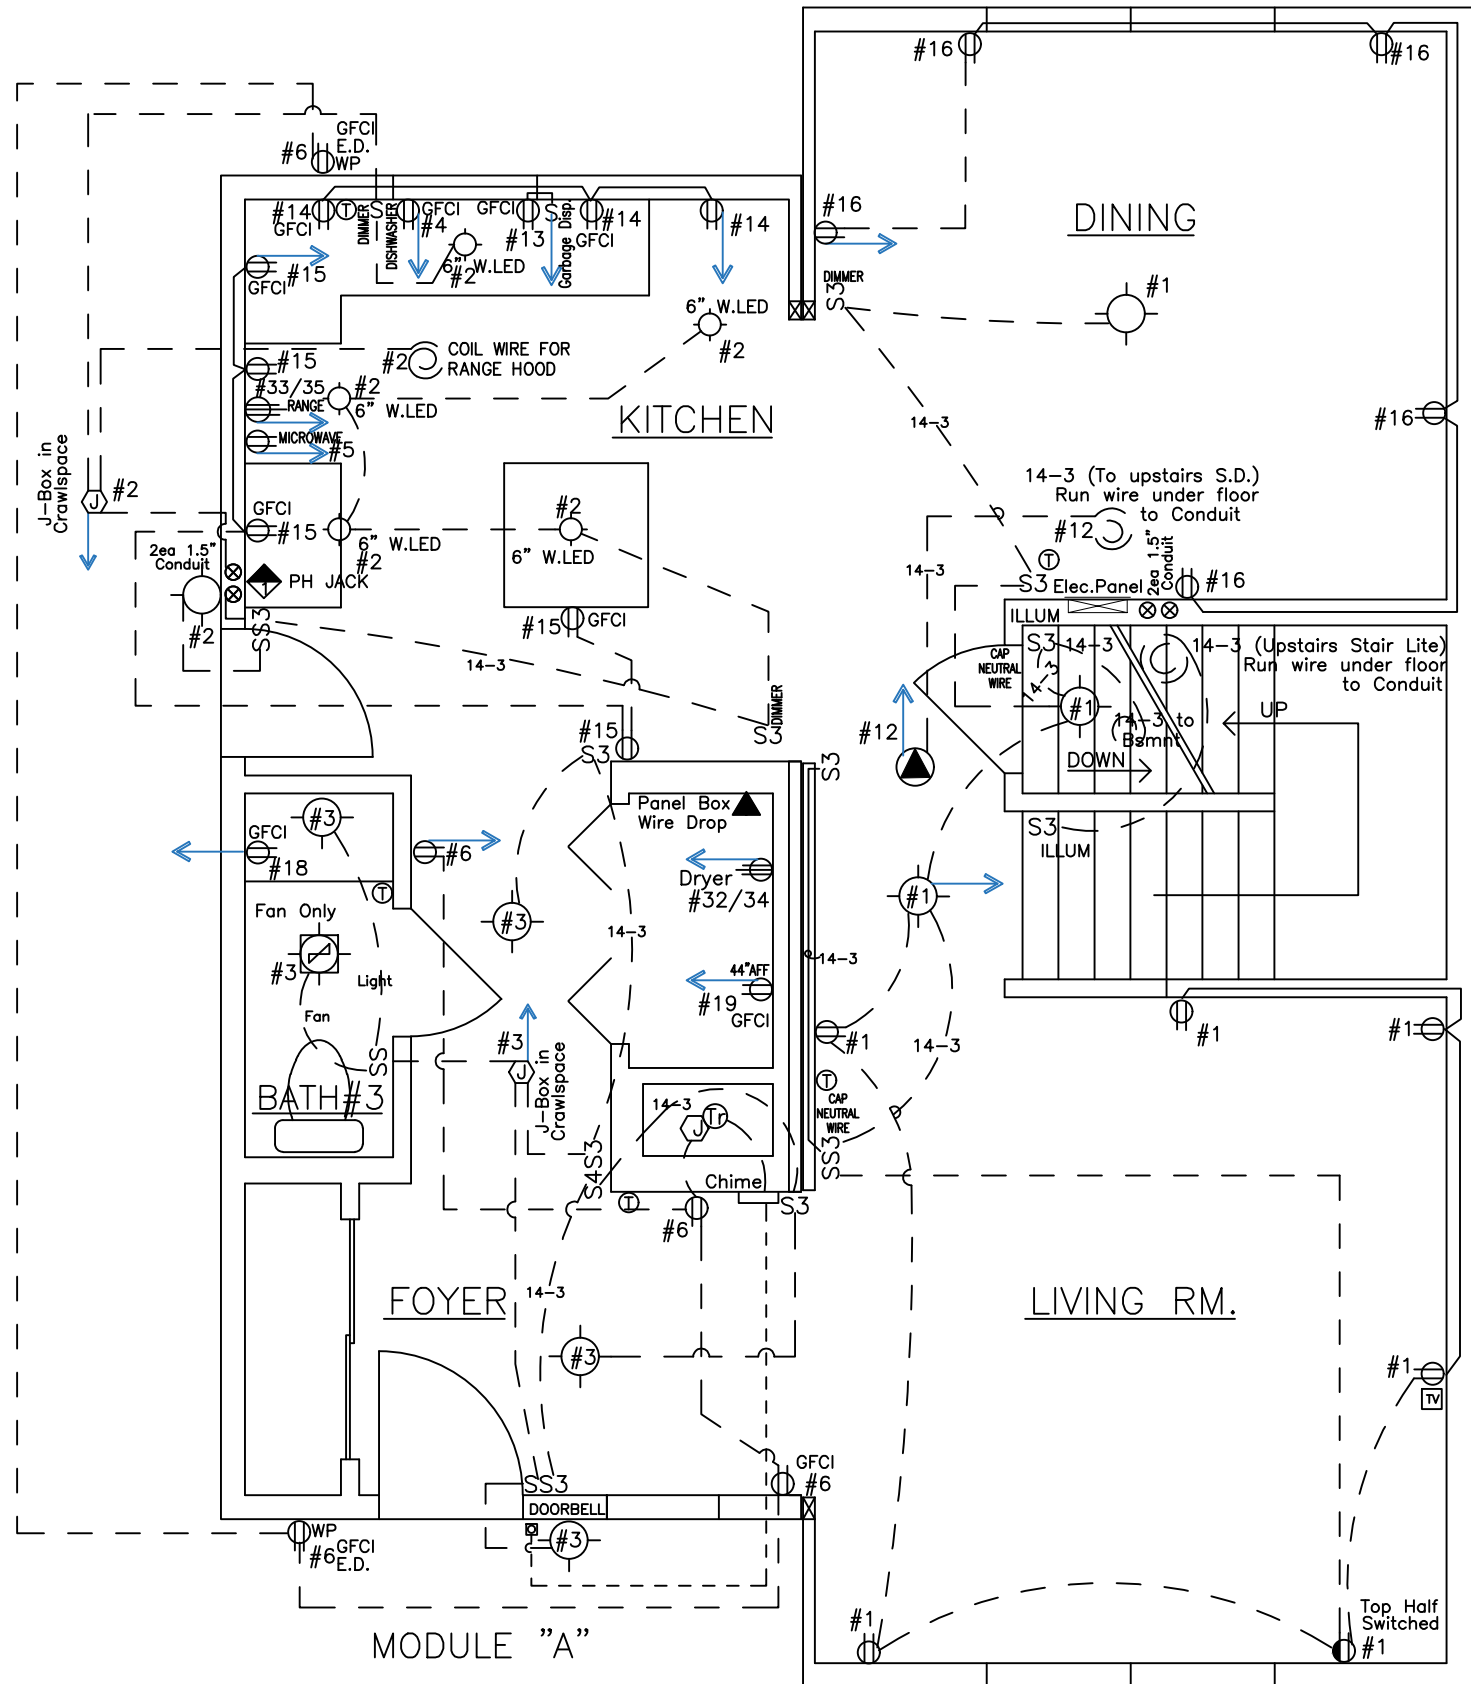 #16
#16
GFCI
E.D.
#6
WP
#14
GFCI
T
S
DIMMER
DISHWASHER
GFCI
#4
GFCI
#13
S
Garbage Disp.
#14
GFCI
#14
#16
DINING
6" W.LED
#2
#15
GFCI
DIMMER
S3
#1
6" W.LED
#2
#2
COIL WIRE FOR
RANGE HOOD
#15
#33/35
RANGE
#2
6" W.LED
KITCHEN
MICROWAVE
#5
14-3
#16
J-Box in
Crawlspace
J
#2
14-3 (To upstairs S.D.)
Run wire under floor
to Conduit
#12
GFCI
#15
#2
6" W.LED
6" W.LED
#2
2ea 1.5"
Conduit
1
PH JACK
T
14-3
S3
Elec.Panel
2ea 1.5"
Conduit
#16
#2
SS3
#15
GFCI
ILLUM
14-3
CAP
NEUTRAL
WIRE
S3
14-3
14-3 (Upstairs Stair Lite)
Run wire under floor
to Conduit
14-3
#1
UP
14-3 to
Bsmnt
DIMMER
S3
#15
S3
#12
DOWN
S3
Panel Box
Wire Drop
#3
GFCI
#18
#6
S3
ILLUM
Dryer
#32/34
T
#1
Fan Only
#3
14-3
14-3
#3
Light
44"AFF
#19
GFCI
Fan
#3
#1
#1
#1
14-3
SS
J
J-Box in
Crawlspace
T
BATH#3
14-3
J
Tr
CAP
NEUTRAL
WIRE
S4S3
SS3
Chime
T
#6
S3
14-3
FOYER
LIVING RM.
#3
#1
TV
SS3
GFCI
#6
DOORBELL
WP
#6
GFCI
E.D.
#3
#1
Top Half
Switched
#1
MODULE "A"